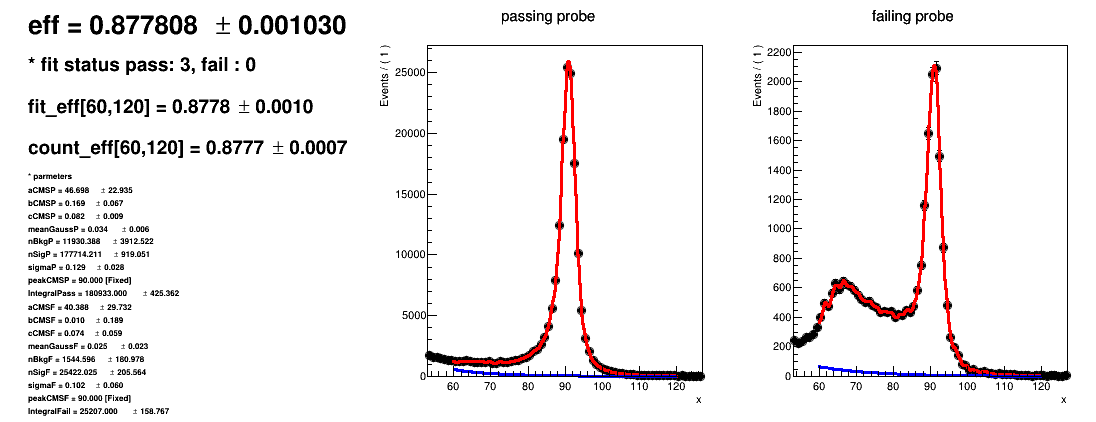 eff = 0.877808 ± 0.001030
* fit status pass: 3, fail : 0
fit_eff[60,120] = 0.8778 ± 0.0010
count_eff[60,120] = 0.8777 ± 0.0007
* parmeters
aCMSP = 46.698 ± 22.935
bCMSP = 0.169 ± 0.067
cCMSP = 0.082 ± 0.009
meanGaussP = 0.034 ± 0.006
nBkgP = 11930.388 ± 3912.522
nSigP = 177714.211 ± 919.051
sigmaP = 0.129 ± 0.028
peakCMSP = 90.000 [Fixed]
IntegralPass = 180933.000 ± 425.362
aCMSF = 40.388 ± 29.732
bCMSF = 0.010 ± 0.189
cCMSF = 0.074 ± 0.059
meanGaussF = 0.025 ± 0.023
nBkgF = 1544.596 ± 180.978
nSigF = 25422.025 ± 205.564
sigmaF = 0.102 ± 0.060
peakCMSF = 90.000 [Fixed]
IntegralFail = 25207.000 ± 158.767
passing probe
Events / ( 1 )
25000
20000
15000
10000
5000
0
60 70 80 90 100 110 120
x
failing probe
Events / ( 1 )
2200
2000
1800
1600
1400
1200
1000
800
600
400
200
0
60 70 80 90 100 110 120
x